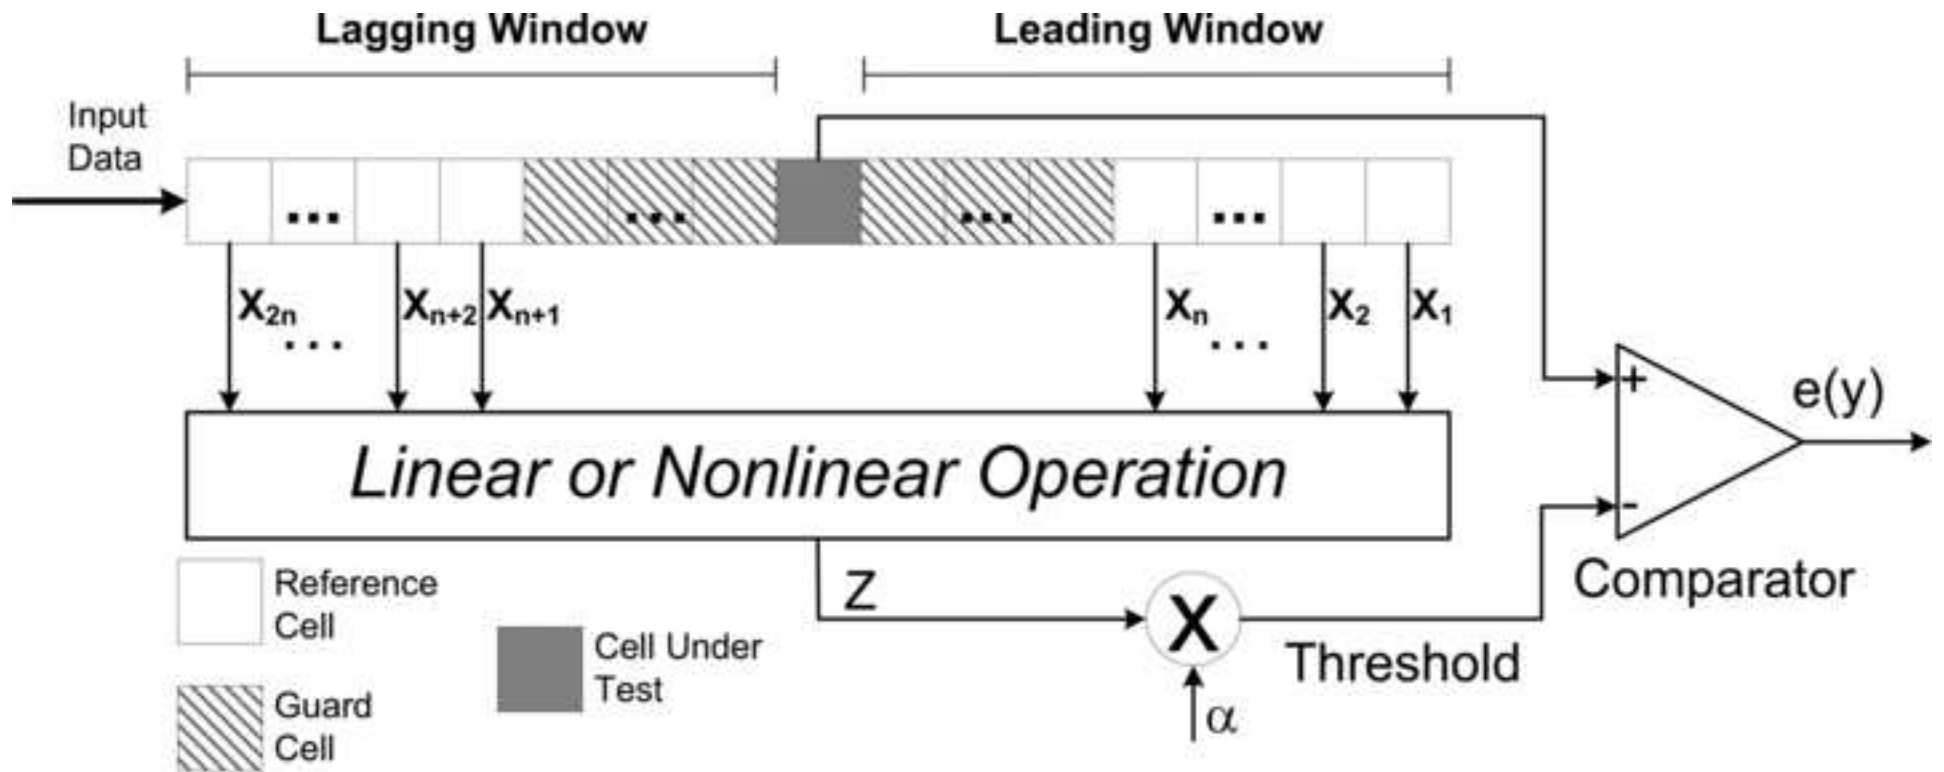 Lagging Window
Leading Window
Input
Data
...
...
...
...
X2n
...
Xn+2
Xn+1
Xn
...
X2
X1
+
-
e(y)
Linear or Nonlinear Operation
Comparator
Z
X
Threshold
α
Reference
Cell
Cell Under
Test
Guard
Cell